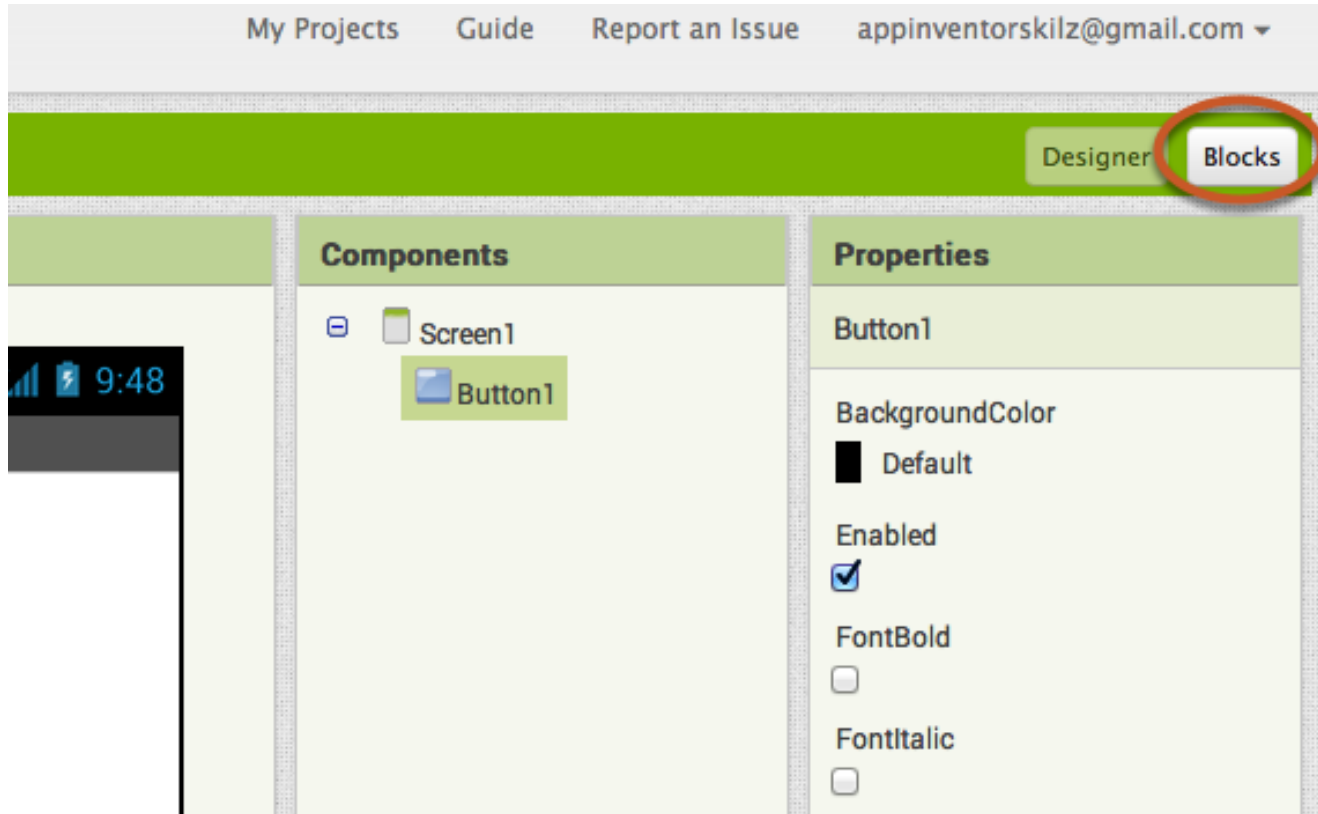 My Projects Guide Report an Issue appinventorskilz@gmail.com
Designer Blocks
Components
Properties
Screen1
Button1
Button1
9:48
BackgroundColor
Default
Enabled
FontBold
FontItalic